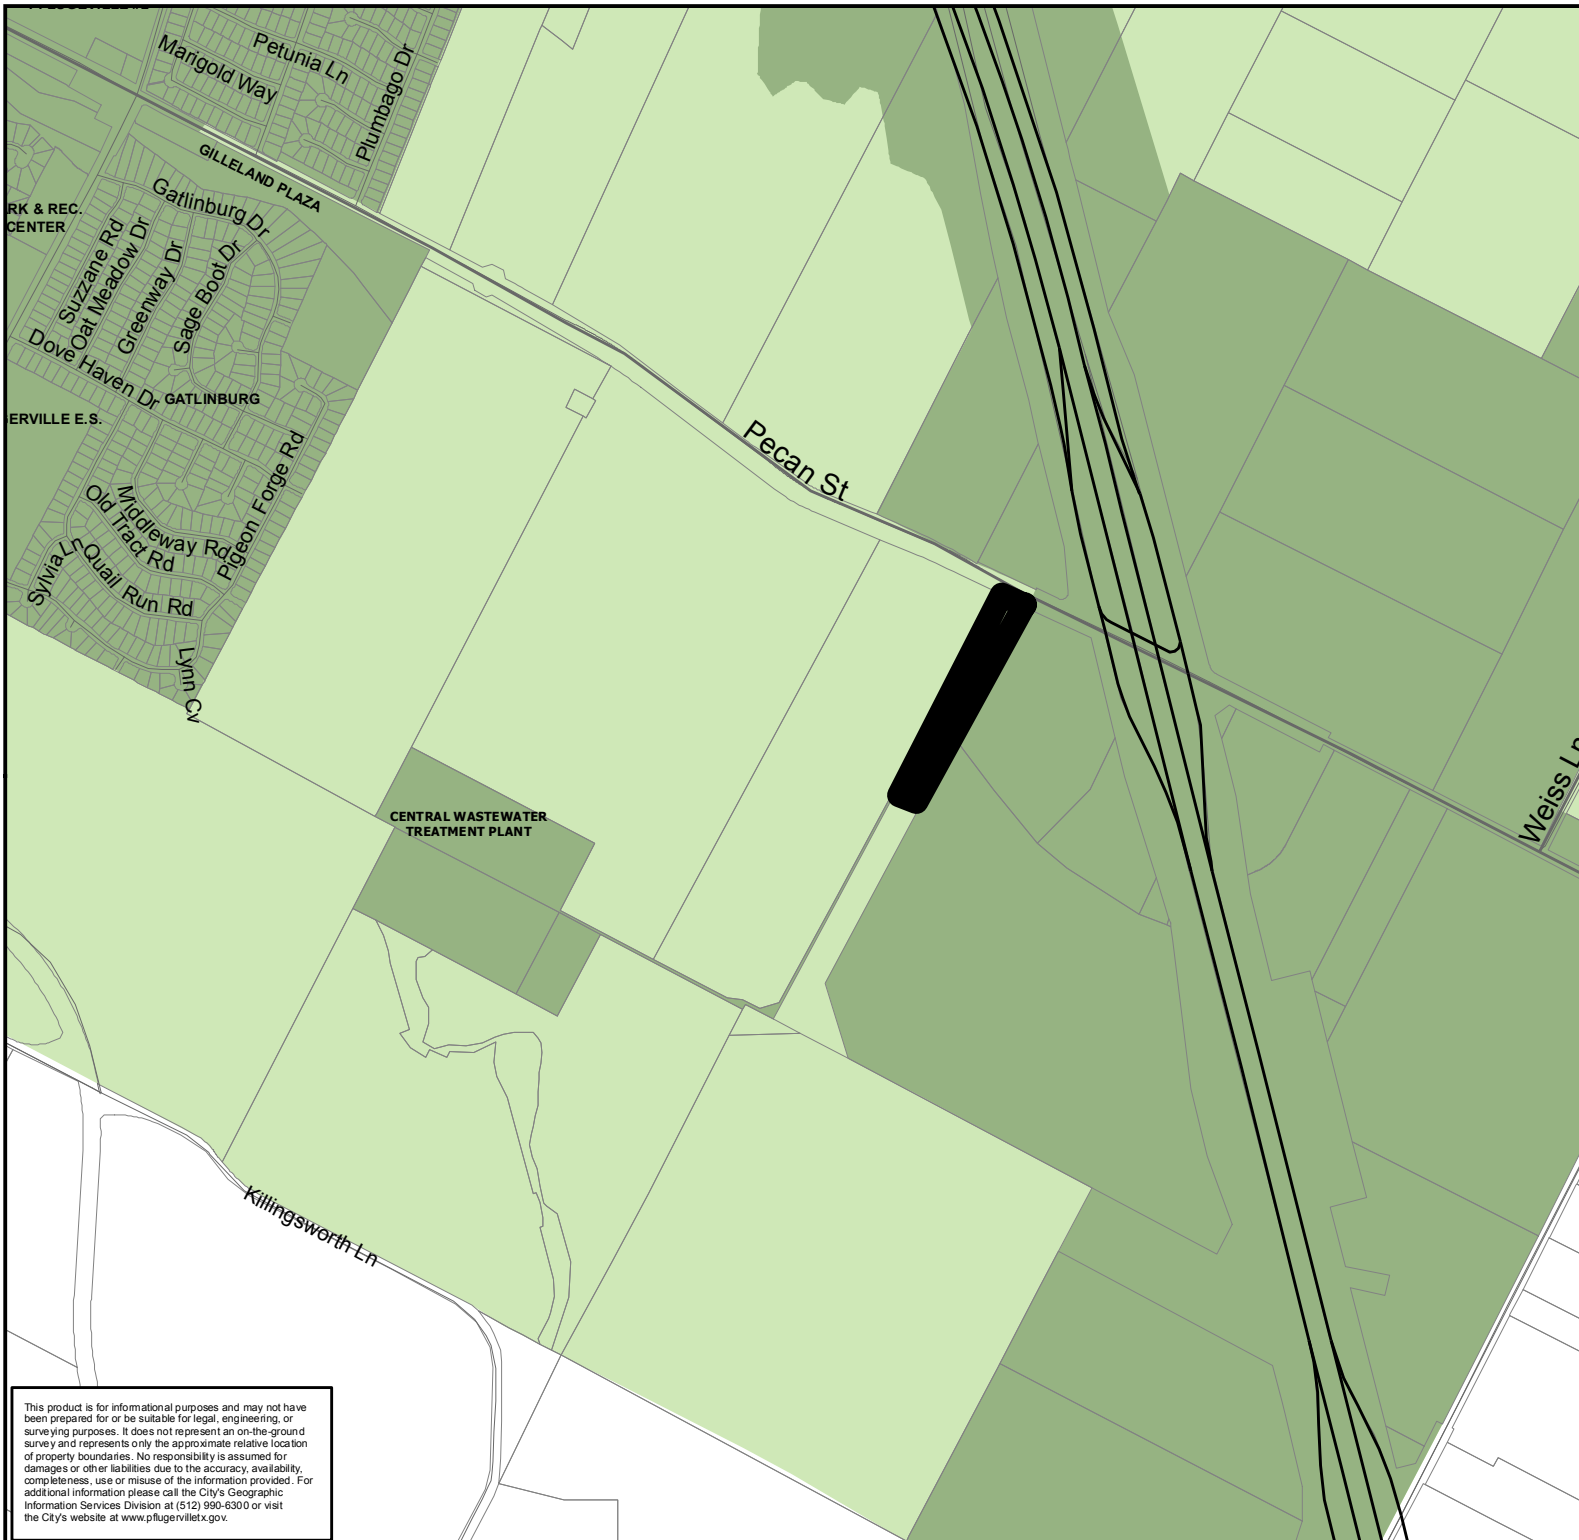 Petunia Ln
Marigold Way
Plumbago Dr
GILLELAND PLAZA
Gatlinburg Dr
RK & REC.
CENTER
Suzzane Rd
Oat Meadow Dr
Greenway Dr
Sage Boot Dr
Dove Haven Dr
GATLINBURG
ERVILLE E.S.
Pecan St
Pigeon Forge Rd
Middleway Rd
Old Tract Rd
Sylvia Ln
Quail Run Rd
Lynn Cv
Weiss Ln
CENTRAL WASTEWATER
TREATMENT PLANT
Killingsworth Ln
This product is for informational purposes and may not have
been prepared for or be suitable for legal, engineering, or
surveying purposes. It does not represent an on-the-ground
survey and represents only the approximate relative location
of property boundaries. No responsibility is assumed for
damages or other liabilities due to the accuracy, availability,
completeness, use or misuse of the information provided. For
additional information please call the City's Geographic
Information Services Division at (512) 990-6300 or visit
the City's website at www.pflugervilletx.gov.